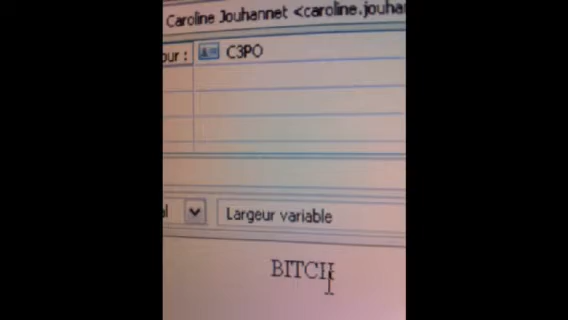 Caroline Jouhannet <caroline.jouha
our : C3PO
Largeur variable
BITCH